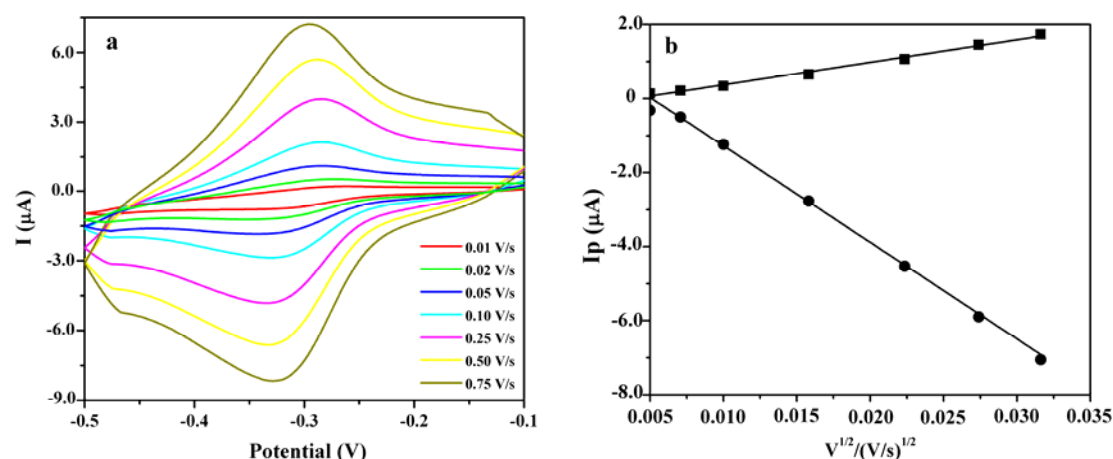 a
I (μA)
6.0
3.0
0.0
-3.0
-6.0
-9.0
-0.5
-0.4
-0.3
-0.2
-0.1
Potential (V)
0.01 V/s
0.02 V/s
0.05 V/s
0.10 V/s
0.25 V/s
0.50 V/s
0.75 V/s
b
Ip (μA)
2.0
0
-2.0
-4.0
-6.0
-8.0
0.005
0.010
0.015
0.020
0.025
0.030
0.035
V^1/2/(V/s)^1/2